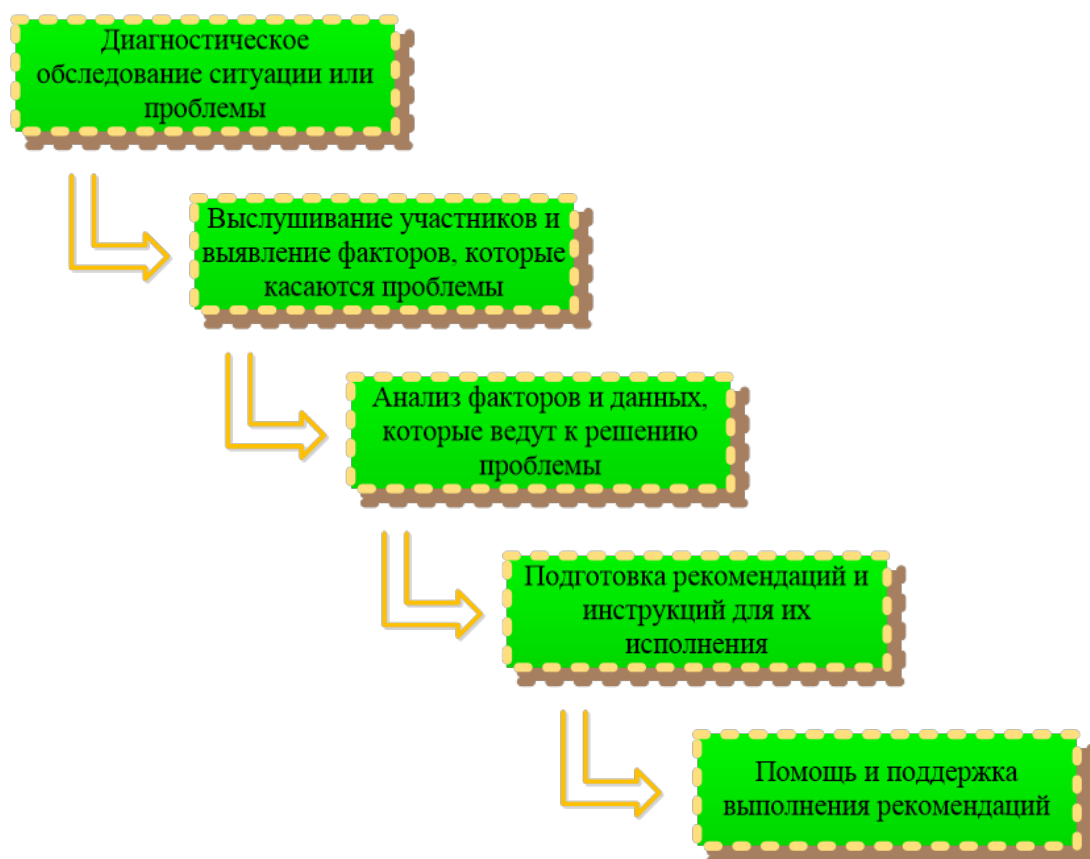 Диагностическое
обследование ситуации или
проблемы
Выслушивание участников и
выявление факторов, которые
касаются проблемы
Анализ факторов и данных,
которые ведут к решению
проблемы
Подготовка рекомендаций и
инструкций для их
исполнения
Помощь и поддержка
выполнения рекомендаций